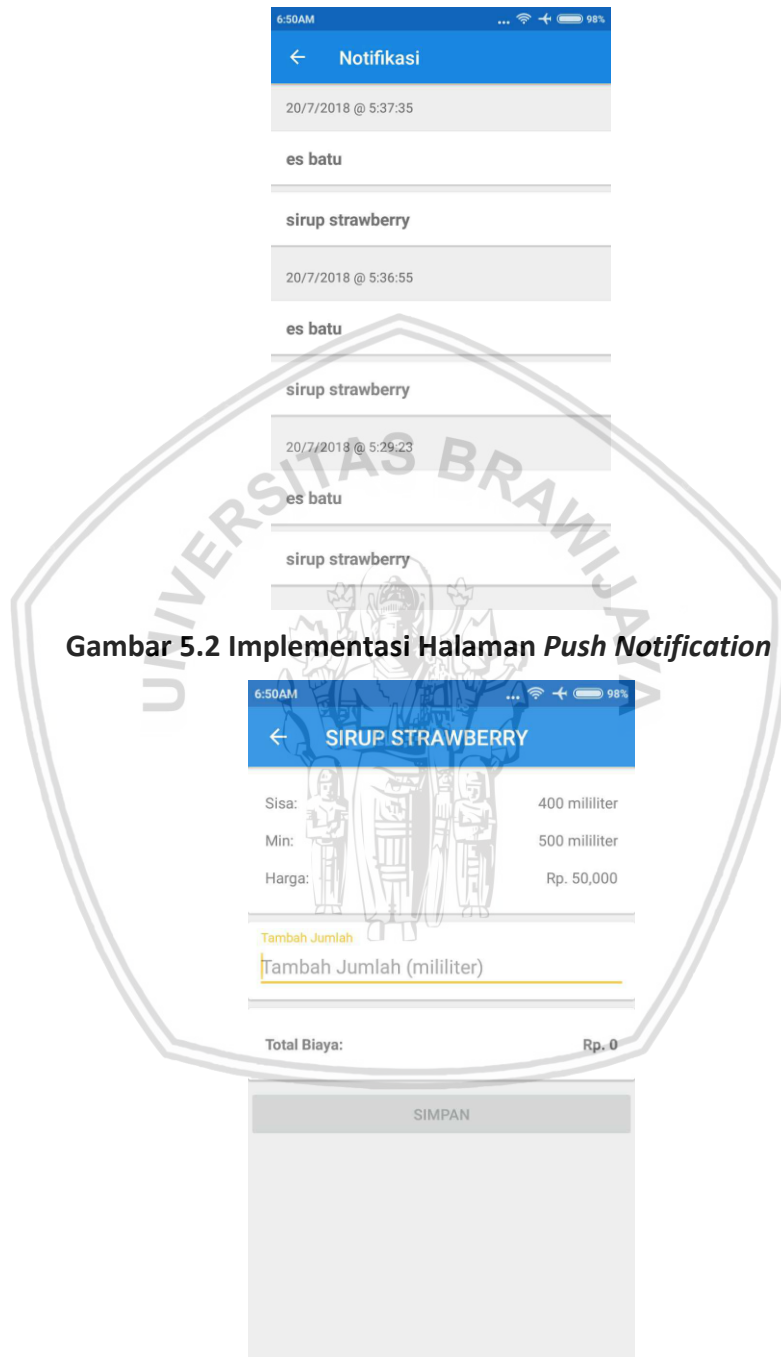 6:50AM ... 98%
Notifikasi
20/7/2018 @ 5:37:35
es batu
sirup strawberry
20/7/2018 @ 5:36:55
es batu
sirup strawberry
20/7/2018 @ 5:29:23
es batu
sirup strawberry
UNIVERSITAS BRAWIJAYA
Gambar 5.2 Implementasi Halaman Push Notification
6:50AM ... 98%
SIRUP STRAWBERRY
Sisa: 400 mililiter
Min: 500 mililiter
Harga: Rp. 50,000
Tambah Jumlah
Tambah Jumlah (mililiter)
Total Biaya: Rp. 0
SIMPAN